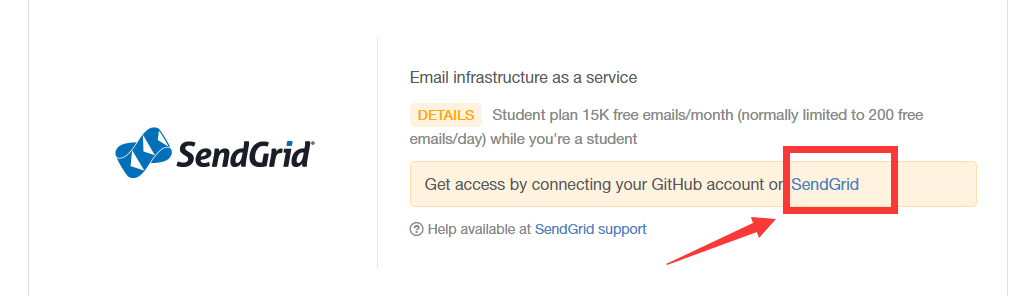 Email infrastructure as a service
DETAILS Student plan 15K free emails/month (normally limited to 200 free
emails/day) while you're a student
SendGrid®
Get access by connecting your GitHub account on SendGrid
Help available at SendGrid support